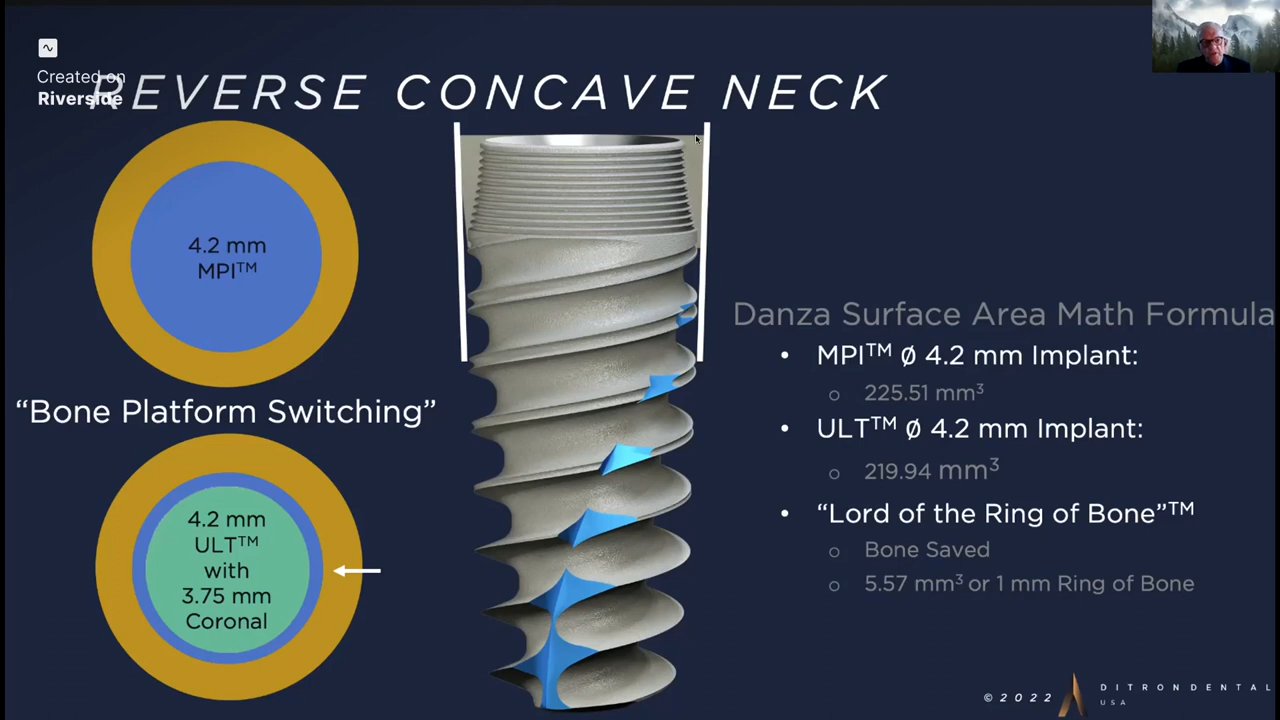 Created on
Riverside
REVERSE CONCAVE NECK
4.2 mm
MPI™
"Bone Platform Switching"
4.2 mm
ULT™
with
3.75 mm
Coronal
Danza Surface Area Math Formula
• MPI™ Ø 4.2 mm Implant:
○ 225.51 mm³
• ULT™ Ø 4.2 mm Implant:
○ 219.94 mm³
• "Lord of the Ring of Bone"™
○ Bone Saved
○ 5.57 mm³ or 1 mm Ring of Bone
©2022
DITRONDENTAL
USA